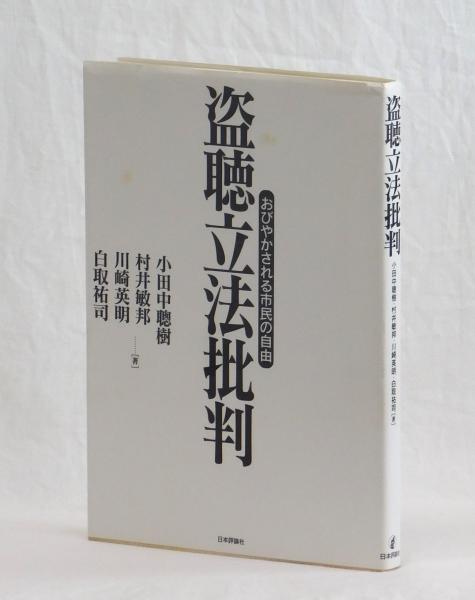 盗聴立法批判
おびやかされる市民の自由
小田中聰樹
村井敏邦
川崎英明
白取祐司
……[著]
日本評論社
盗聴立法批判
小田中聰樹・村井敏邦・川崎英明・白取祐司[著]
日本評論社